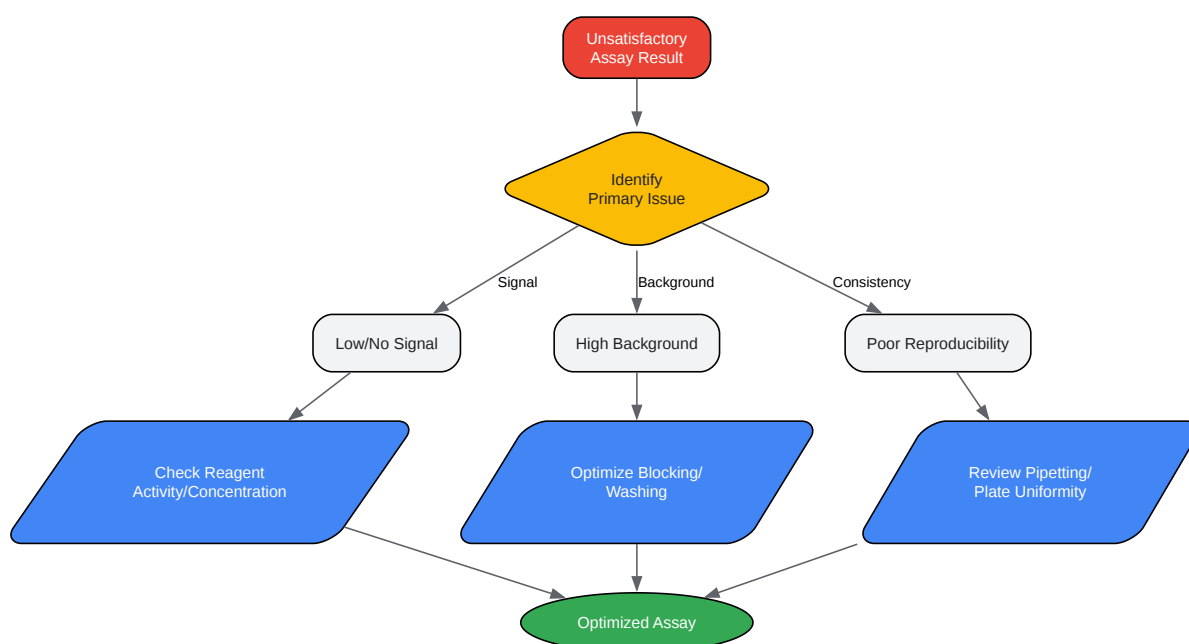 Unsatisfactory
Assay Result
Identify
Primary Issue
Signal
Background
Consistency
Low/No Signal
High Background
Poor Reproducibility
Check Reagent
Activity/Concentration
Optimize Blocking/
Washing
Review Pipetting/
Plate Uniformity
Optimized Assay